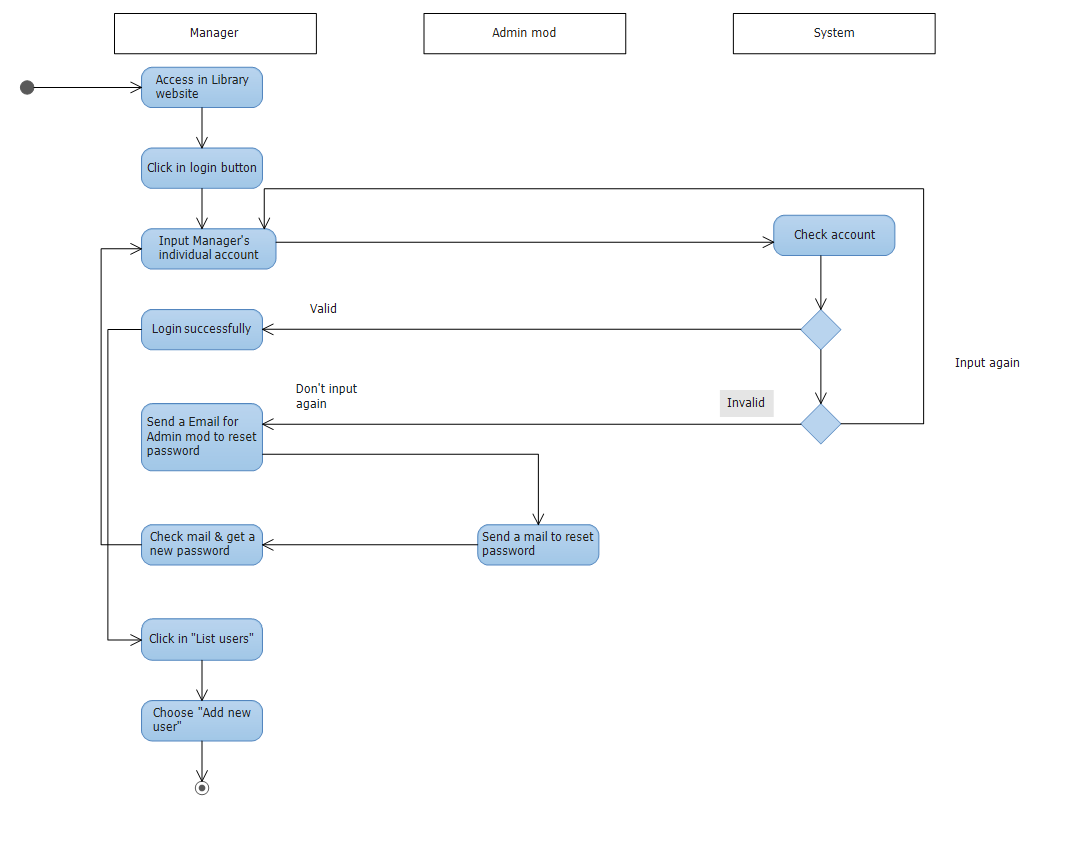 Manager
Admin mod
System
Access in Library
website
Click in login button
Input Manager's
individual account
Check account
Valid
Login successfully
Input again
Don't input
again
Invalid
Send a Email for
Admin mod to reset
password
Check mail & get a
new password
Send a mail to reset
password
Click in "List users"
Choose "Add new
user"